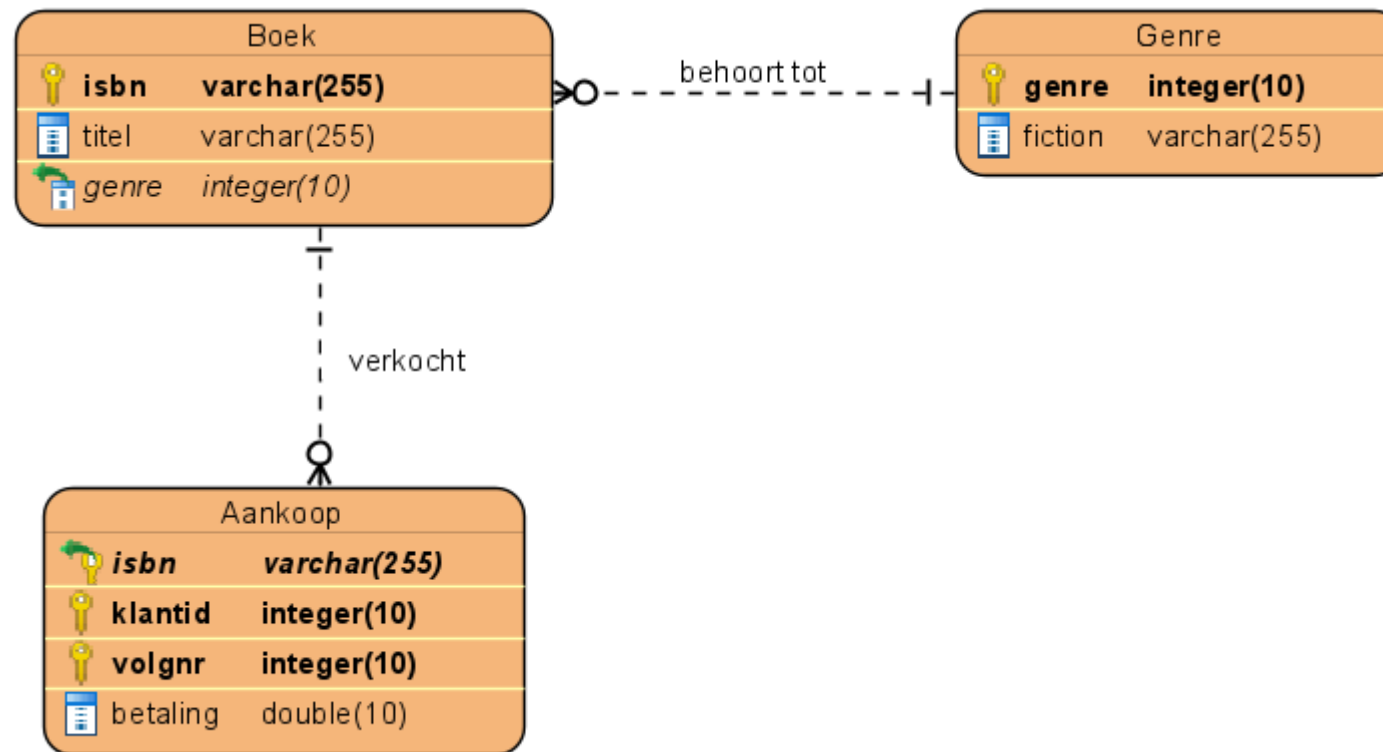 Boek
isbn varchar(255)
titel varchar(255)
genre integer(10)
behoort tot
Genre
genre integer(10)
fiction varchar(255)
verkocht
Aankoop
isbn varchar(255)
klantid integer(10)
volgnr integer(10)
betaling double(10)